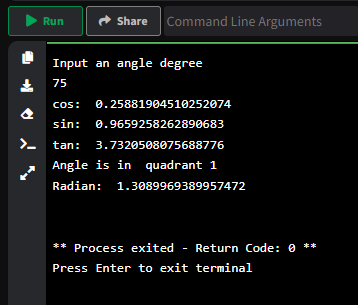 Run Share Command Line Arguments
Input an angle degree
75
cos:  0.25881904510252074
sin:  0.9659258262890683
tan:  3.7320508075688776
Angle is in  quadrant 1
Radian:  1.3089969389957472
** Process exited - Return Code: 0 **
Press Enter to exit terminal